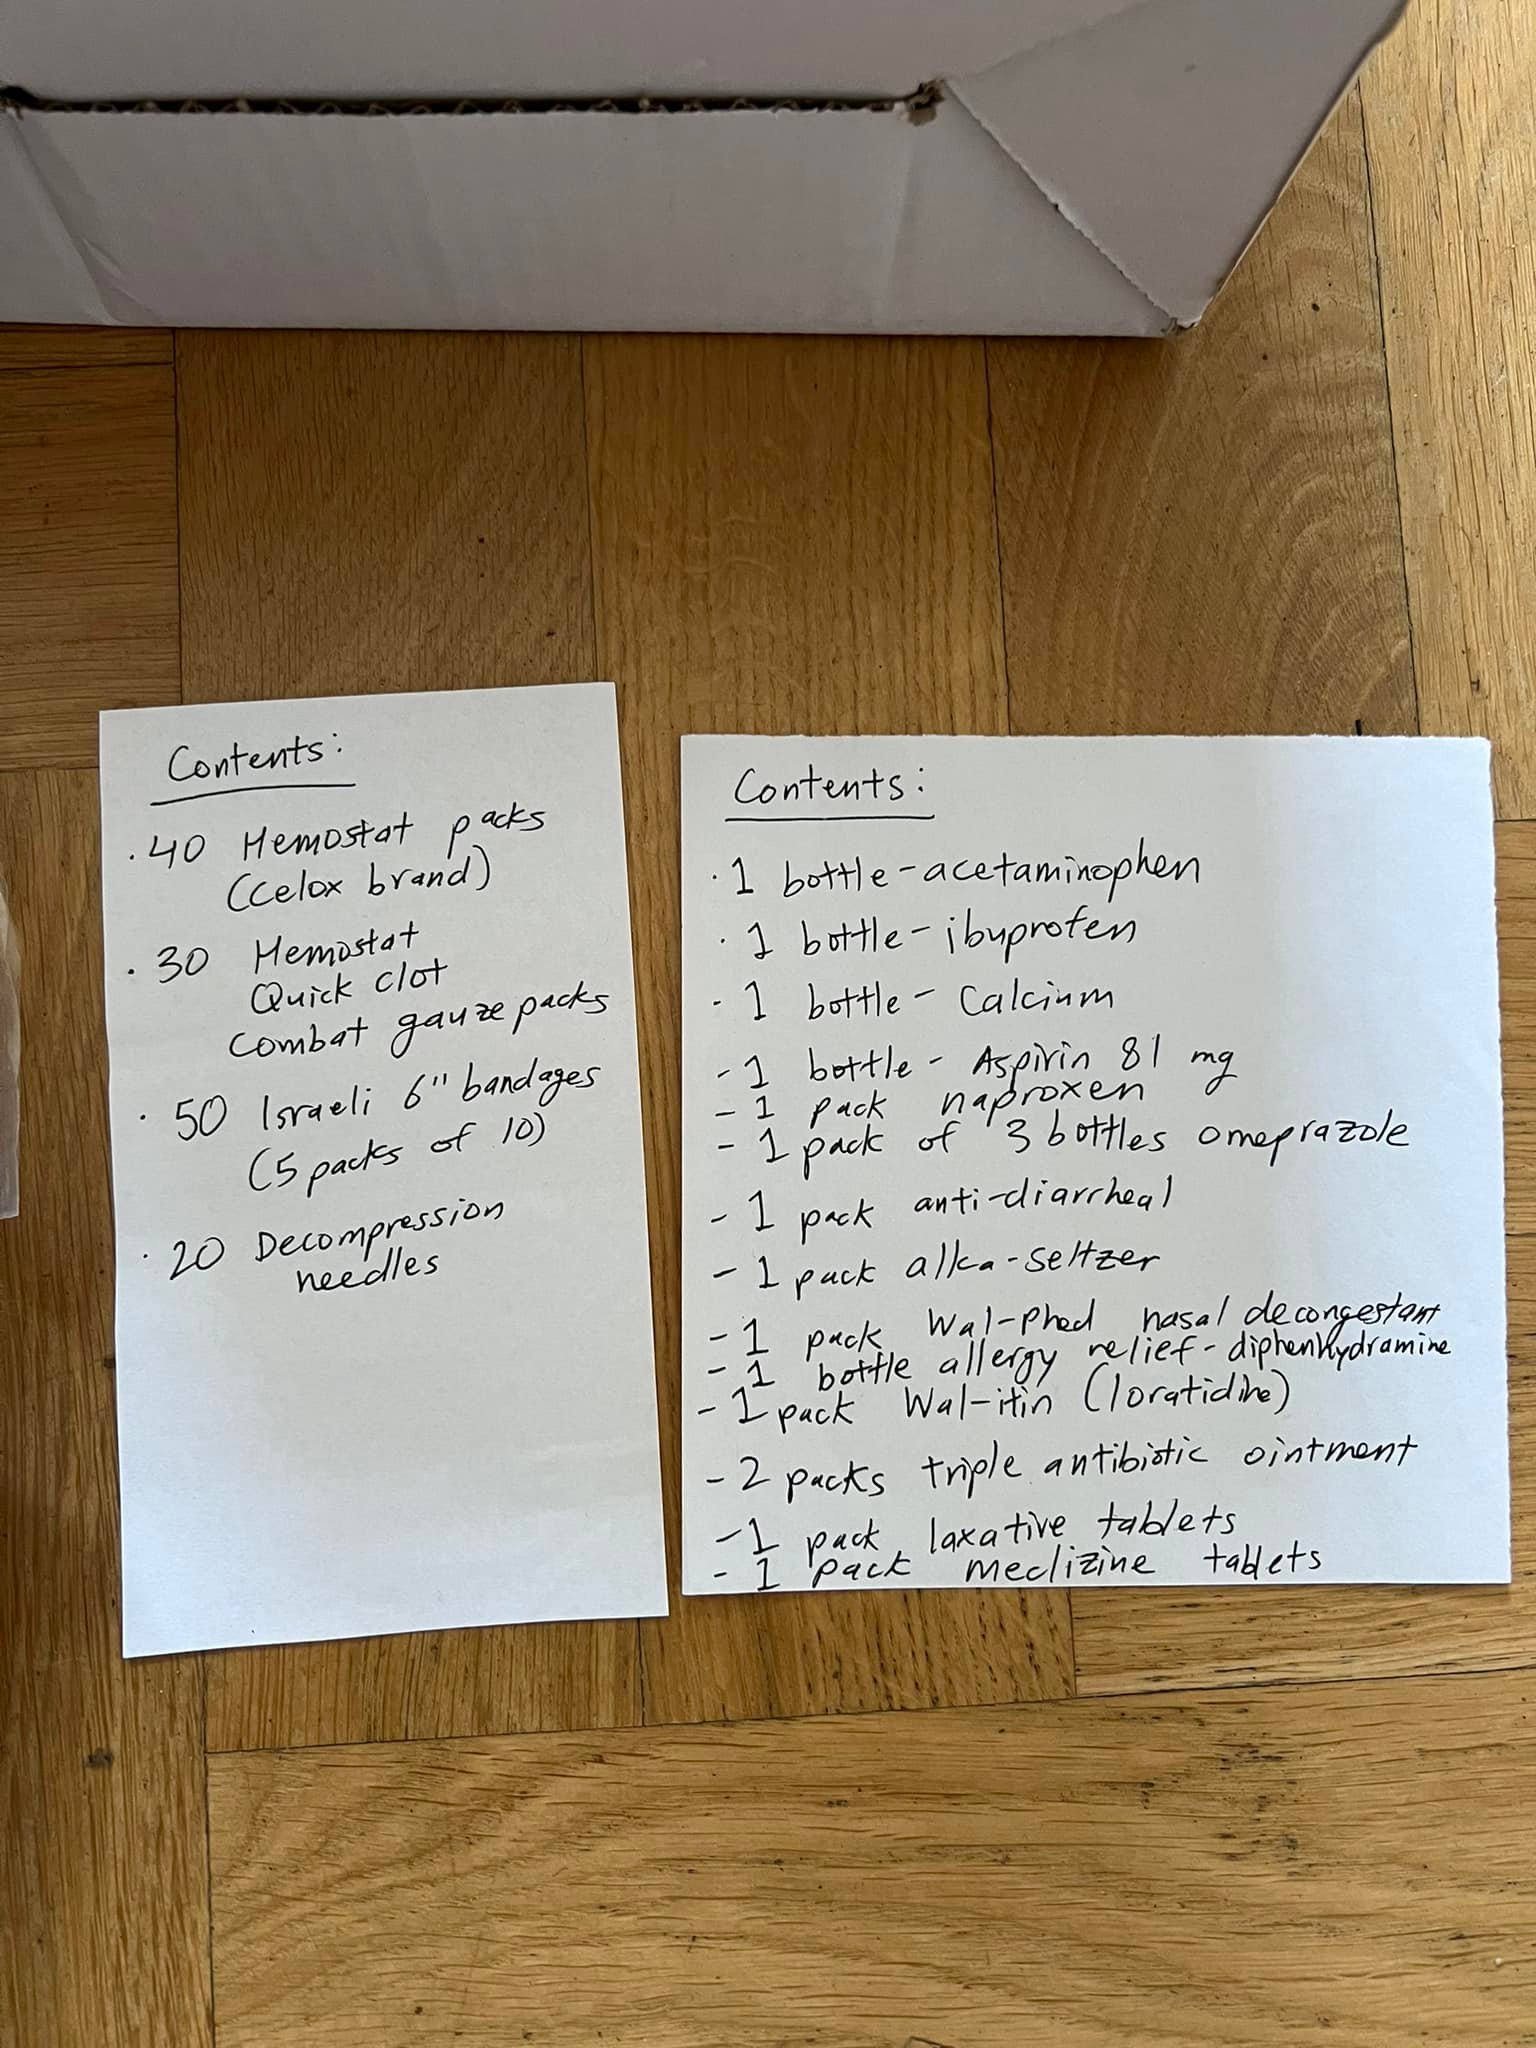 Contents:
· 40 Hemostat packs
(Celox brand)
· 30 Hemostat
Quick Clot
Combat gauze packs
· 50 Israeli 6" bandages
(5 packs of 10)
· 20 Decompression
needles
Contents:
· 1 bottle - acetaminophen
· 1 bottle - ibuprofen
- 1 bottle - Calcium
- 1 bottle - Aspirin 81 mg
- 1 pack naproxen
- 1 pack of 3 bottles omeprazole
- 1 pack anti-diarrheal
- 1 pack alka-seltzer
- 1 pack Wal-Phed nasal decongestant
- 1 bottle allergy relief - diphenhydramine
- 1 pack Wal-itin (loratidine)
- 2 packs triple antibiotic ointment
- 1 pack laxative tablets
- 1 pack meclizine tablets